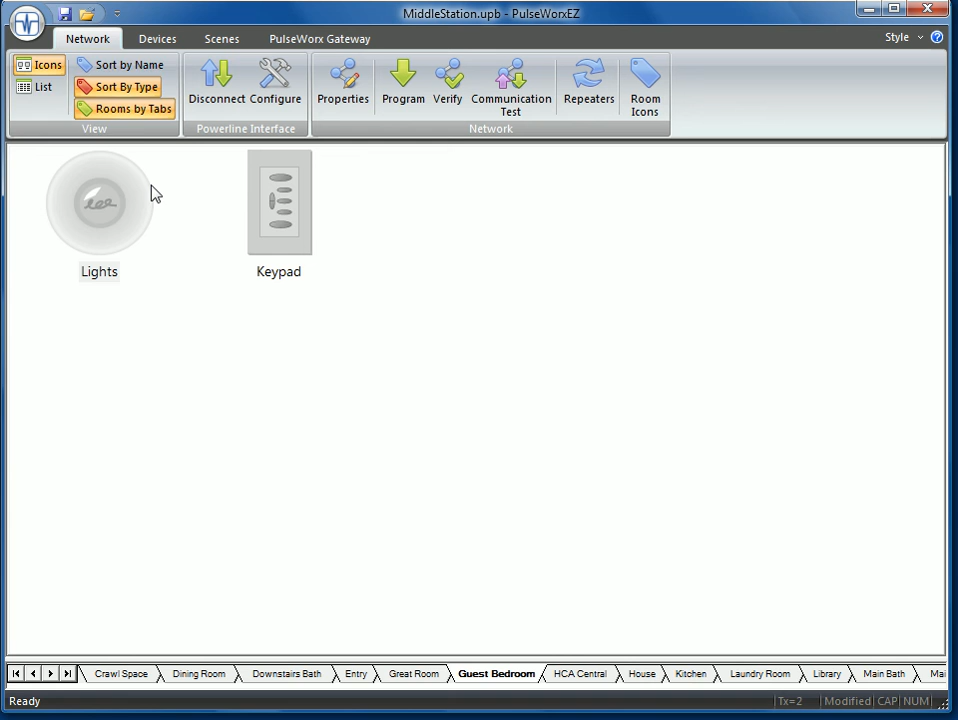 MiddleStation.upb - PulseWorxEZ
Network Devices Scenes PulseWorx Gateway Style
Icons Sort by Name
List Sort By Type
Rooms by Tabs
View
Disconnect Configure
Powerline Interface
Properties Program Verify Communication Test Repeaters Room Icons
Network
Lights Keypad
Crawl Space Dining Room Downstairs Bath Entry Great Room Guest Bedroom HCA Central House Kitchen Laundry Room Library Main Bath Mai
Ready Tx=2 Modified CAP NUM